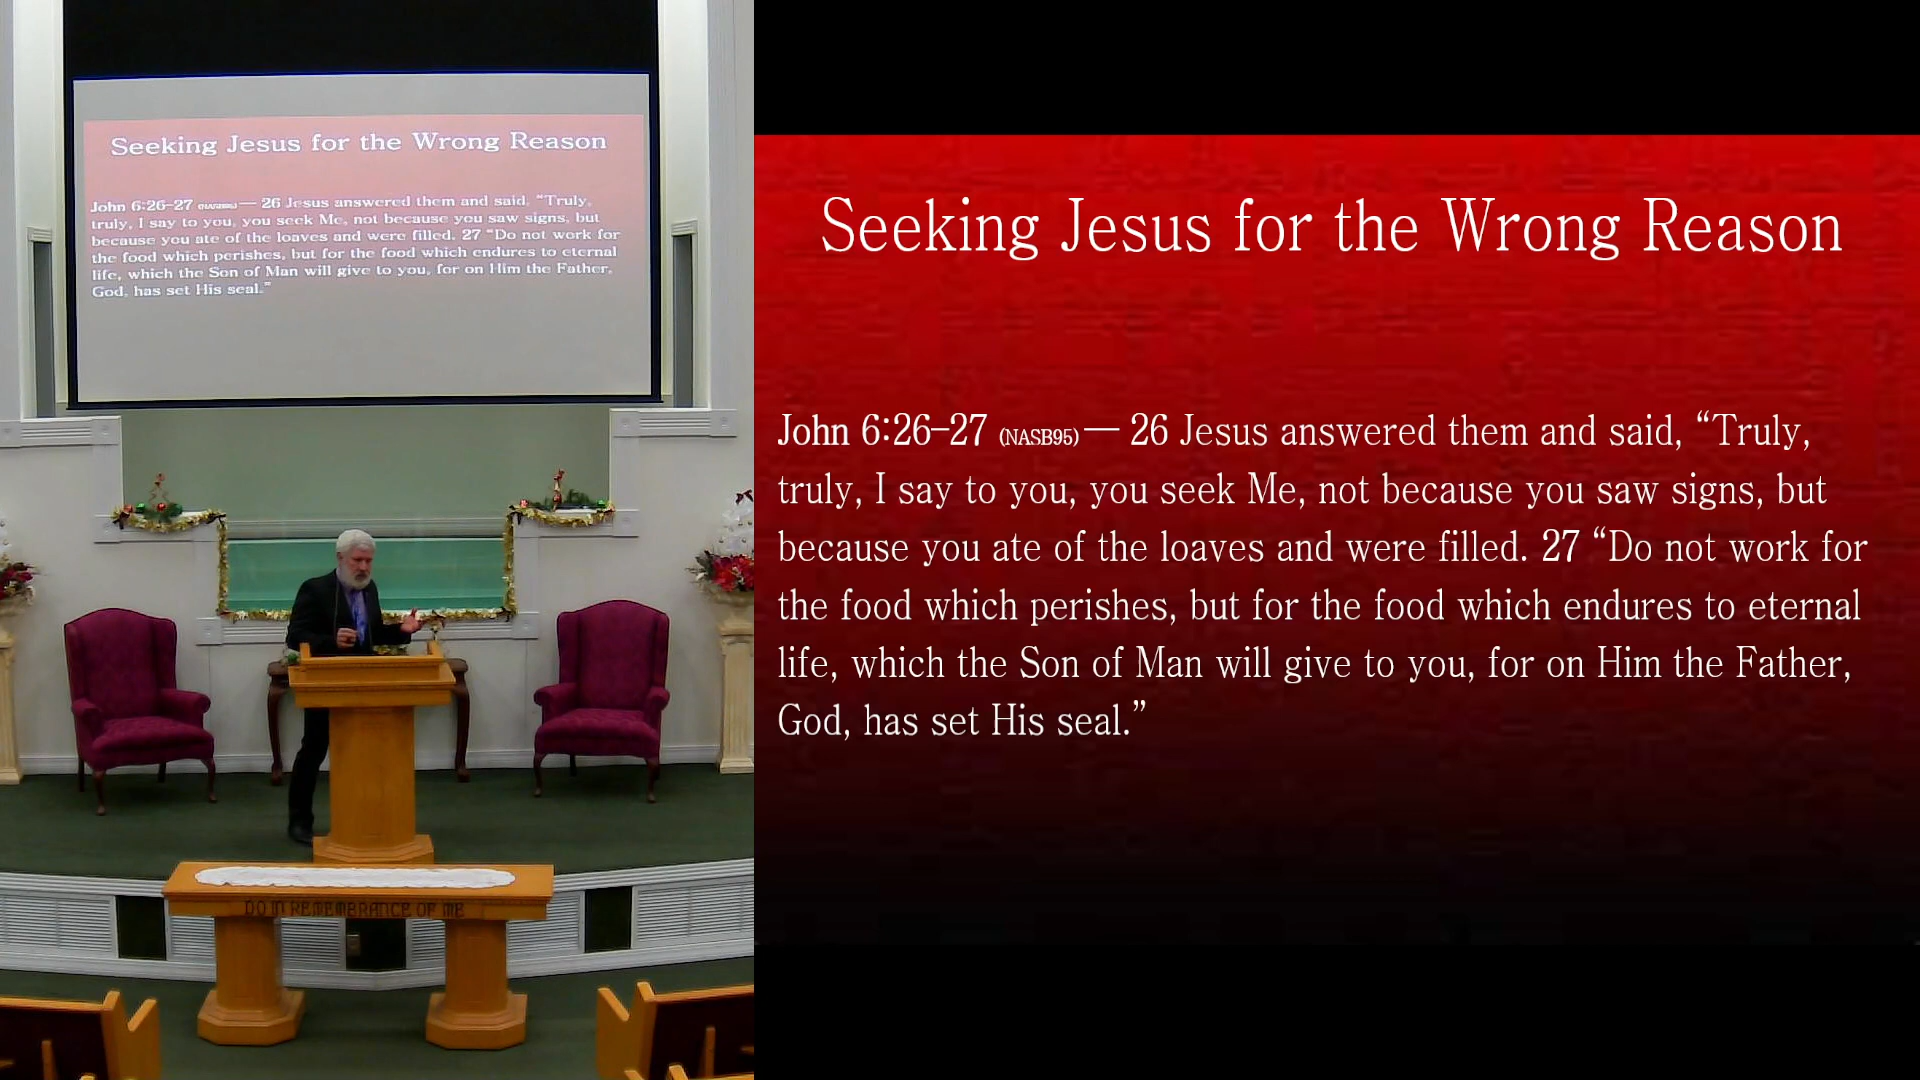 Seeking Jesus for the Wrong Reason
John 6:26–27 (NASB95) — 26 Jesus answered them and said, “Truly,
truly, I say to you, you seek Me, not because you saw signs, but
because you ate of the loaves and were filled. 27 “Do not work for
the food which perishes, but for the food which endures to eternal
life, which the Son of Man will give to you, for on Him the Father,
God, has set His seal.”
DO IN REMEMBRANCE OF ME
Seeking Jesus for the Wrong Reason
John 6:26–27 (NASB95) — 26 Jesus answered them and said, “Truly,
truly, I say to you, you seek Me, not because you saw signs, but
because you ate of the loaves and were filled. 27 “Do not work for
the food which perishes, but for the food which endures to eternal
life, which the Son of Man will give to you, for on Him the Father,
God, has set His seal.”